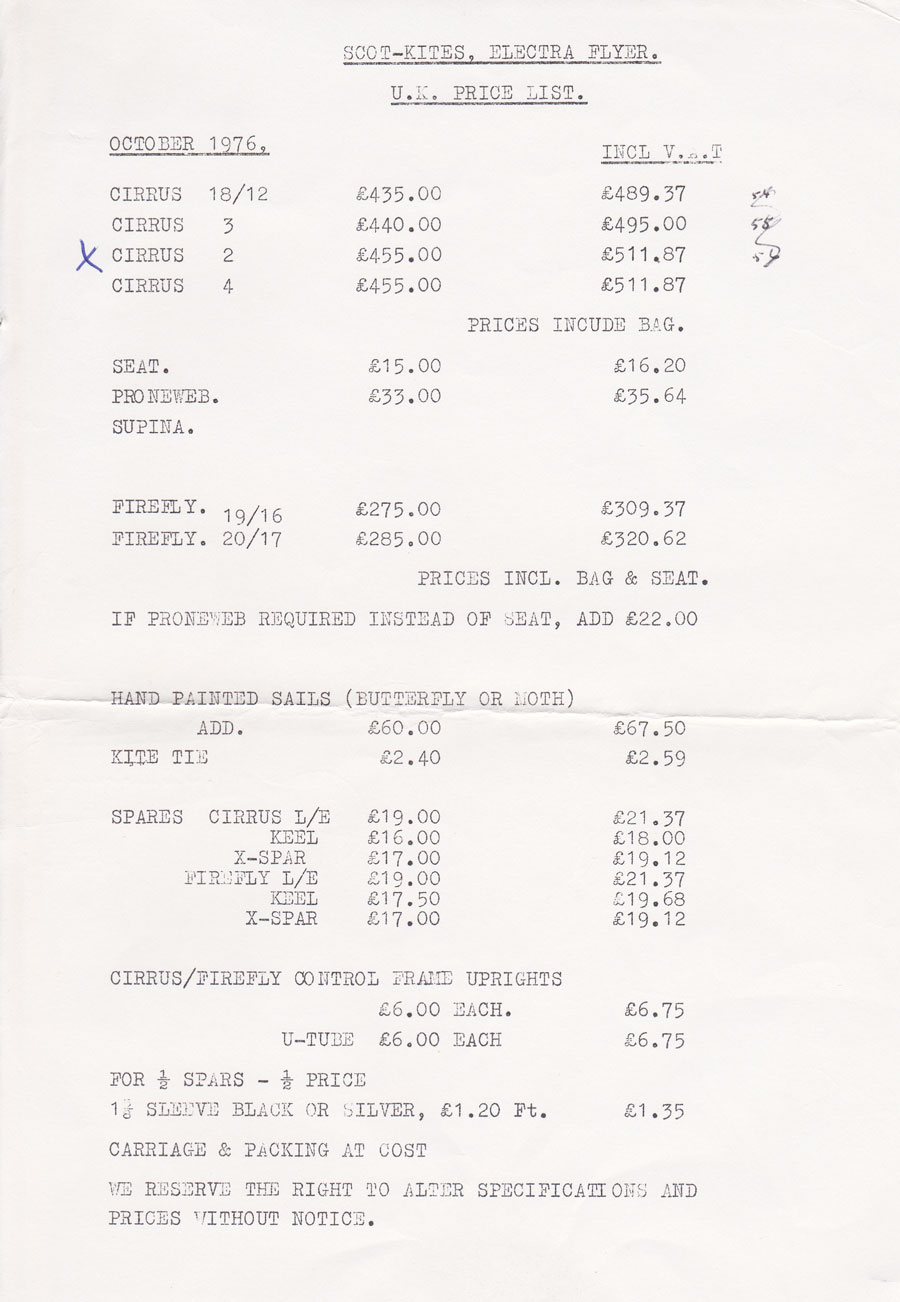 SCOT-KITES, ELECTRA FLYER.
U.K. PRICE LIST.
OCTOBER 1976, INCL V.A.T
CIRRUS 18/12 £435.00 £489.37
CIRRUS 3 £440.00 £495.00
X CIRRUS 2 £455.00 £511.87
CIRRUS 4 £455.00 £511.87
PRICES INCUDE BAG.
SEAT. £15.00 £16.20
PRONEWEB. £33.00 £35.64
SUPINA.
FIREFLY. 19/16 £275.00 £309.37
FIREFLY. 20/17 £285.00 £320.62
PRICES INCL. BAG & SEAT.
IF PRONEWEB REQUIRED INSTEAD OF SEAT, ADD £22.00
HAND PAINTED SAILS (BUTTERFLY OR MOTH)
ADD. £60.00 £67.50
KITE TIE £2.40 £2.59
SPARES CIRRUS L/E £19.00 £21.37
KEEL £16.00 £18.00
X-SPAR £17.00 £19.12
FIREFLY L/E £19.00 £21.37
KEEL £17.50 £19.68
X-SPAR £17.00 £19.12
CIRRUS/FIREFLY CONTROL FRAME UPRIGHTS
£6.00 EACH. £6.75
U-TUBE £6.00 EACH £6.75
FOR ½ SPARS - ½ PRICE
SLEEVE BLACK OR SILVER, £1.20 Ft. £1.35
CARRIAGE & PACKING AT COST
WE RESERVE THE RIGHT TO ALTER SPECIFICATIONS AND
PRICES WITHOUT NOTICE.